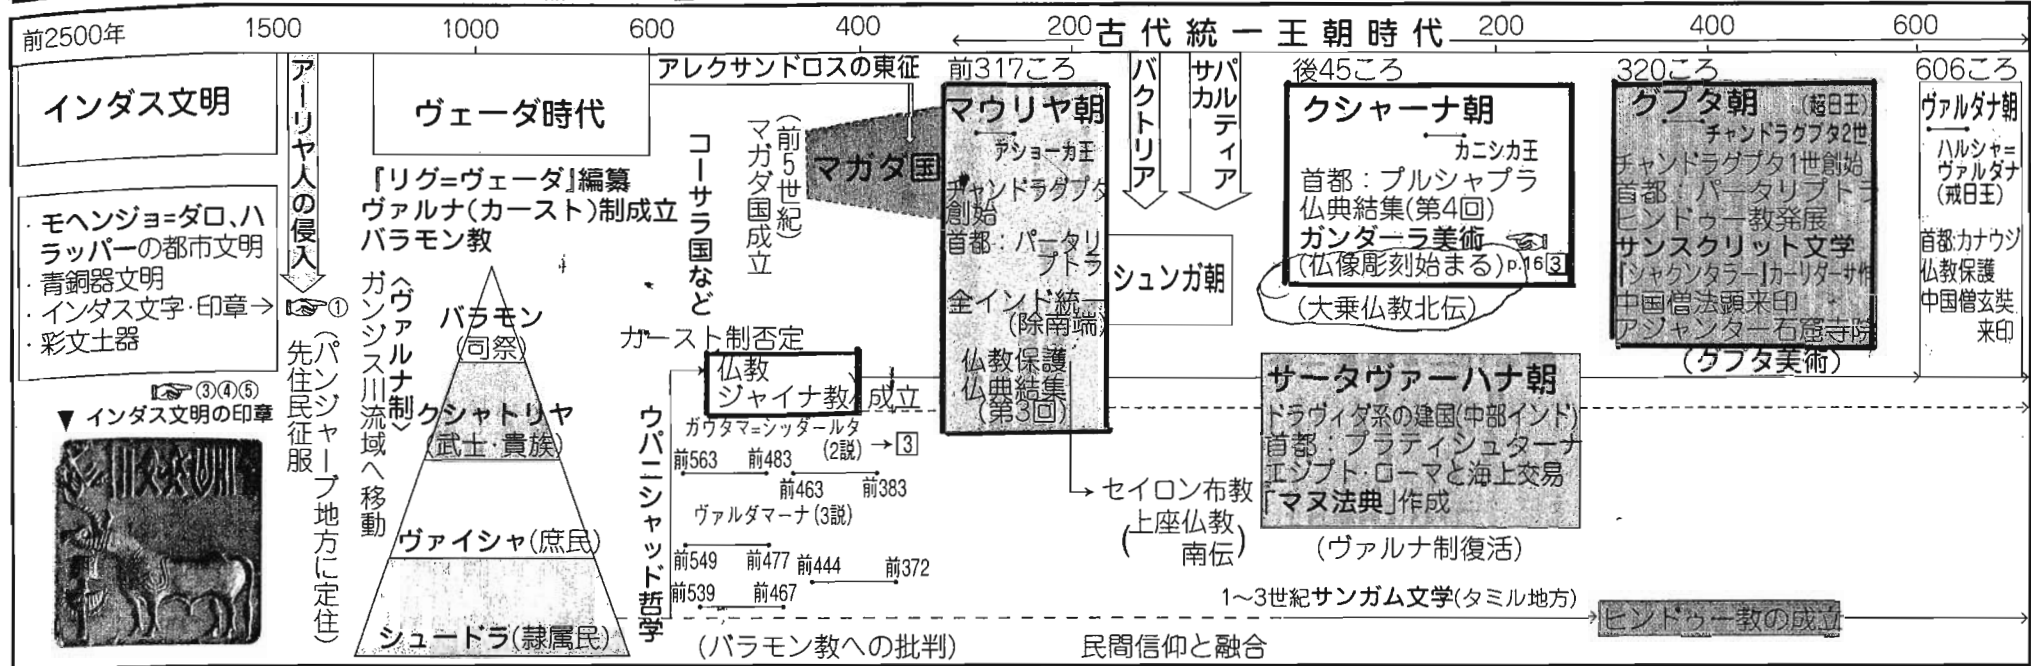 前2500年 1500 1000 600 400 200 古代統一王朝時代 200 400 600
インダス文明
・モヘンジョ=ダロ、ハ
ラッパーの都市文明
・青銅器文明
・インダス文字・印章→
・彩文土器
☞③④⑤
▼インダス文明の印章
アーリヤ人の侵入
☞①
(パンジャーブ地方に定住)
先住民征服
ヴェーダ時代
『リグ=ヴェーダ』編纂
ヴァルナ(カースト)制成立
バラモン教
〈ヴァルナ制〉
ガンジス川流域へ移動
バラモン
(司祭)
クシャトリヤ
(武士・貴族)
ヴァイシャ(庶民)
シュードラ(隷属民)
アレクサンドロスの東征
コーサラ国など
(前5世紀)
マガダ国成立
マガダ国
カースト制否定
仏教
ジャイナ教 成立
ウパニシャッド哲学
ガウタマ=シッダールタ
(2説) →3
前563 前483
前463 前383
ヴァルダマーナ(3説)
前549 前477
前444 前372
前539 前467
(バラモン教への批判)
民間信仰と融合
前317ころ
マウリヤ朝
アショーカ王
チャンドラグプタ
創始
首都:パータリ
プトラ
全インド統一
(除南端)
仏教保護
仏典結集
(第3回)
セイロン布教
(上座仏教
南伝)
バクトリア
サカ
パルティア
シュンガ朝
後45ころ
クシャーナ朝
カニシカ王
首都:プルシャプラ
仏典結集(第4回)
ガンダーラ美術 ☞
(仏像彫刻始まる)p.16 3
(大乗仏教北伝)
サータヴァーハナ朝
ドラヴィダ系の建国(中部インド)
首都:プラティシュターナ
エジプト・ローマと海上交易
「マヌ法典」作成
(ヴァルナ制復活)
1〜3世紀サンガム文学(タミル地方)
ヒンドゥー教の成立
320ころ
グプタ朝 (超日王)
チャンドラグプタ2世
チャンドラグプタ1世創始
首都:パータリプトラ
ヒンドゥー教発展
サンスクリット文学
『シャクンタラー』カーリダーサ作
中国僧法顕来印
アジャンター石窟寺院
(グプタ美術)
606ころ
ヴァルダナ朝
ハルシャ=
ヴァルダナ
(戒日王)
首都:カナウジ
仏教保護
中国僧玄奘
来印